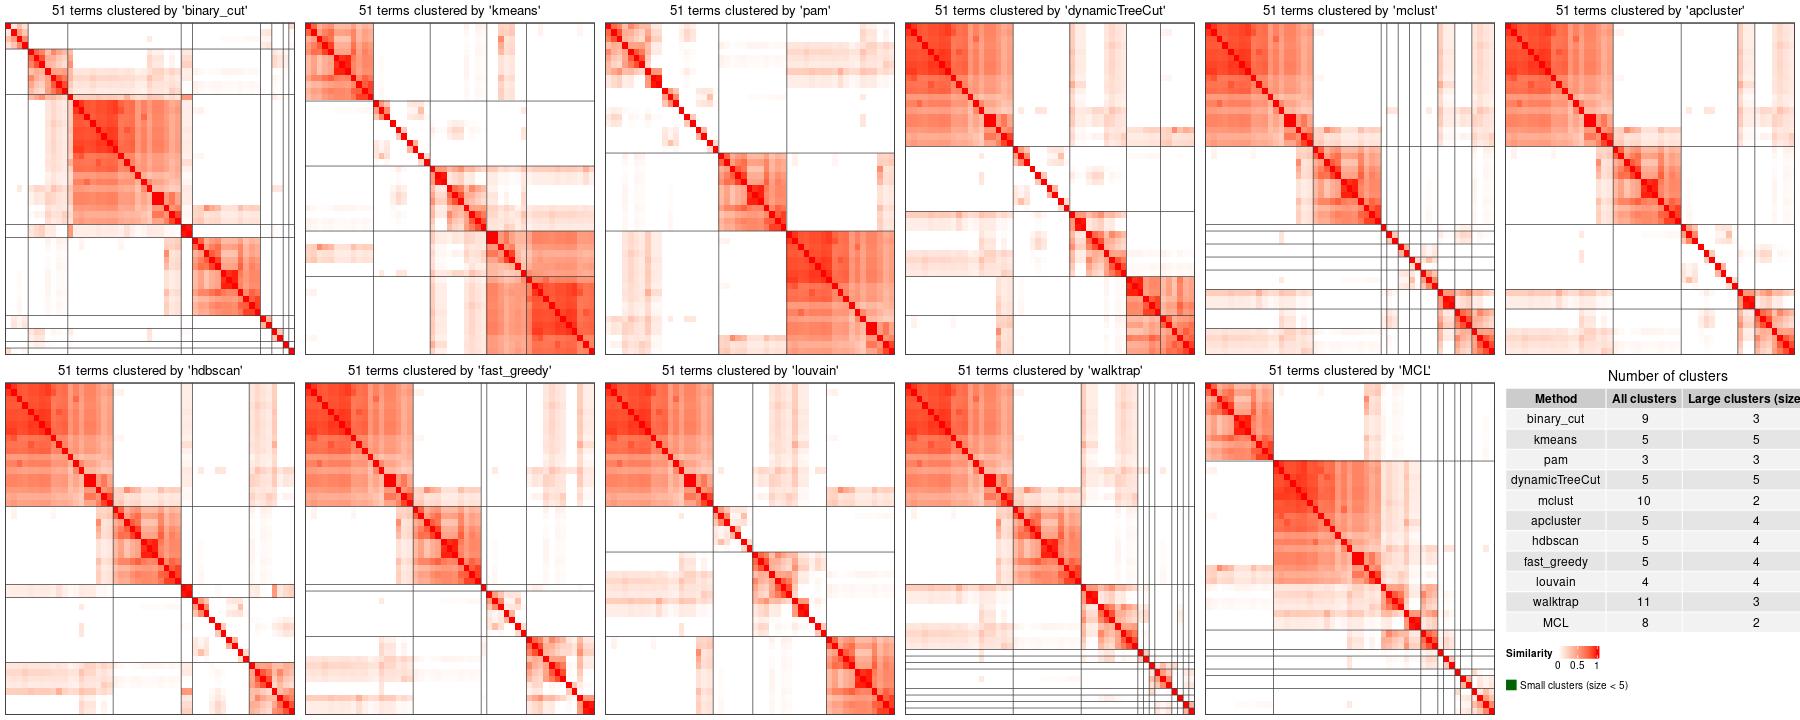 51 terms clustered by 'binary_cut'
51 terms clustered by 'kmeans'
51 terms clustered by 'pam'
51 terms clustered by 'dynamicTreeCut'
51 terms clustered by 'mclust'
51 terms clustered by 'apcluster'
51 terms clustered by 'hdbscan'
51 terms clustered by 'fast_greedy'
51 terms clustered by 'louvain'
51 terms clustered by 'walktrap'
51 terms clustered by 'MCL'
Number of clusters
Method All clusters Large clusters (size
binary_cut 9 3
kmeans 5 5
pam 3 3
dynamicTreeCut 5 5
mclust 10 2
apcluster 5 4
hdbscan 5 4
fast_greedy 5 4
louvain 4 4
walktrap 11 3
MCL 8 2
Similarity
0 0.5 1
Small clusters (size < 5)